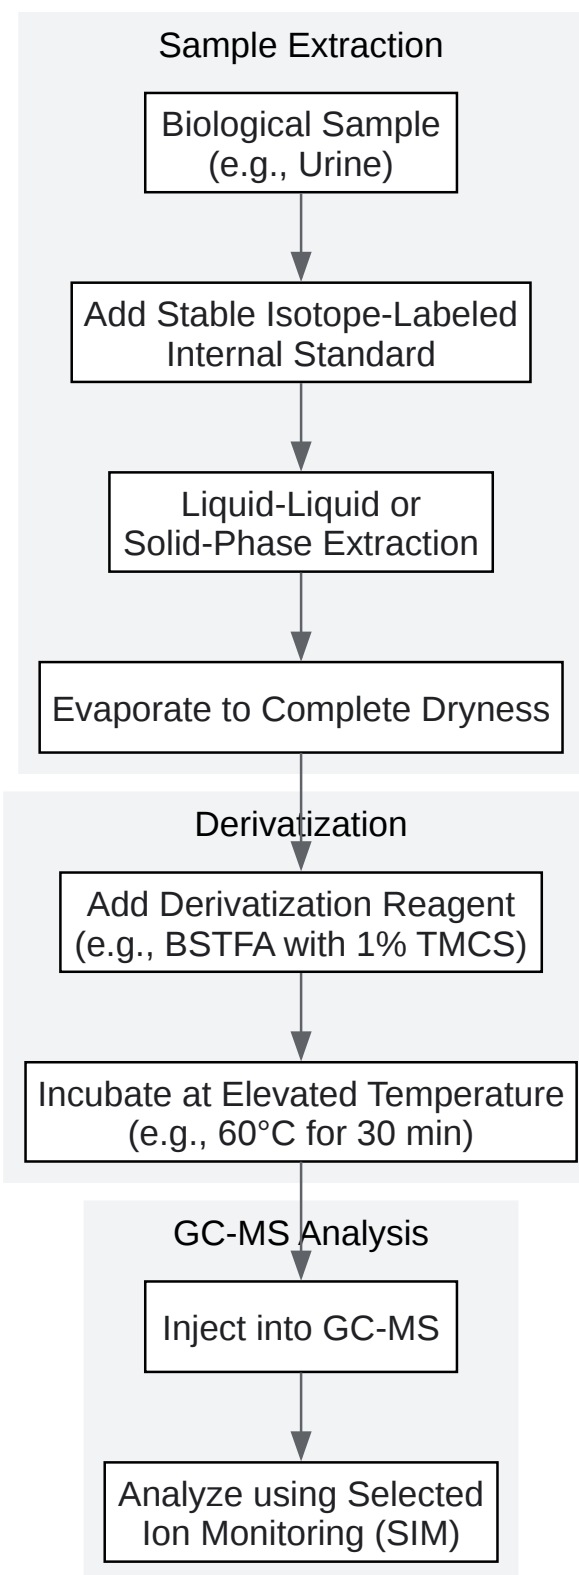 Sample Extraction
Biological Sample
(e.g., Urine)
Add Stable Isotope-Labeled
Internal Standard
Liquid-Liquid or
Solid-Phase Extraction
Evaporate to Complete Dryness
Derivatization
Add Derivatization Reagent
(e.g., BSTFA with 1% TMCS)
Incubate at Elevated Temperature
(e.g., 60°C for 30 min)
GC-MS Analysis
Inject into GC-MS
Analyze using Selected
Ion Monitoring (SIM)